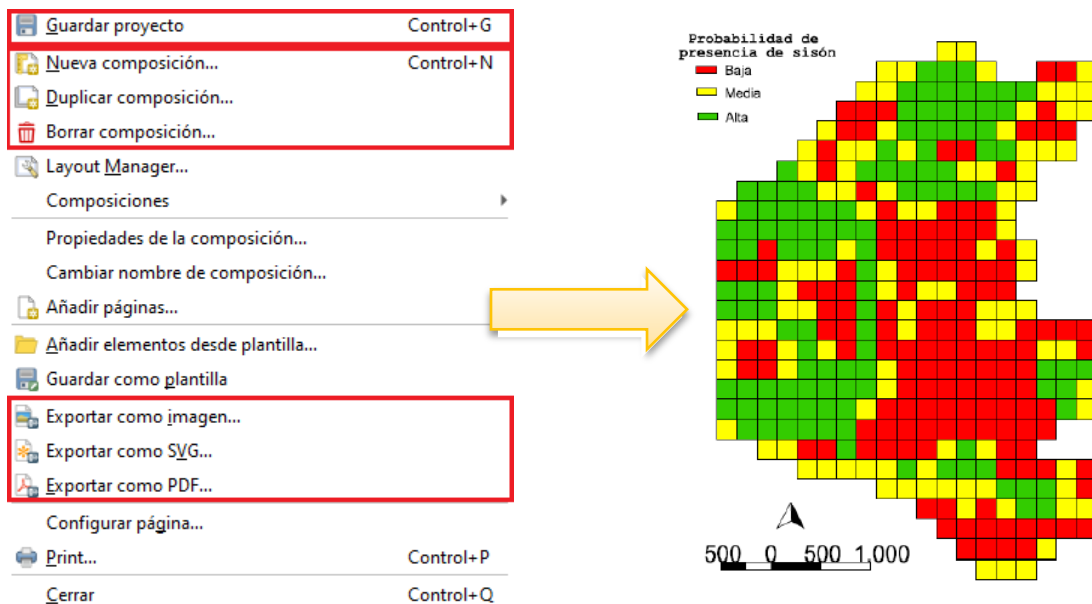 Guardar proyecto Control+G
Nueva composición... Control+N
Duplicar composición...
Borrar composición...
Layout Manager...
Composiciones
Propiedades de la composición...
Cambiar nombre de composición...
Añadir páginas...
Añadir elementos desde plantilla...
Guardar como plantilla
Exportar como imagen...
Exportar como SVG...
Exportar como PDF...
Configurar página...
Print... Control+P
Cerrar Control+Q
Probabilidad de
presencia de sisón
Baja
Media
Alta
500 0 500 1,000